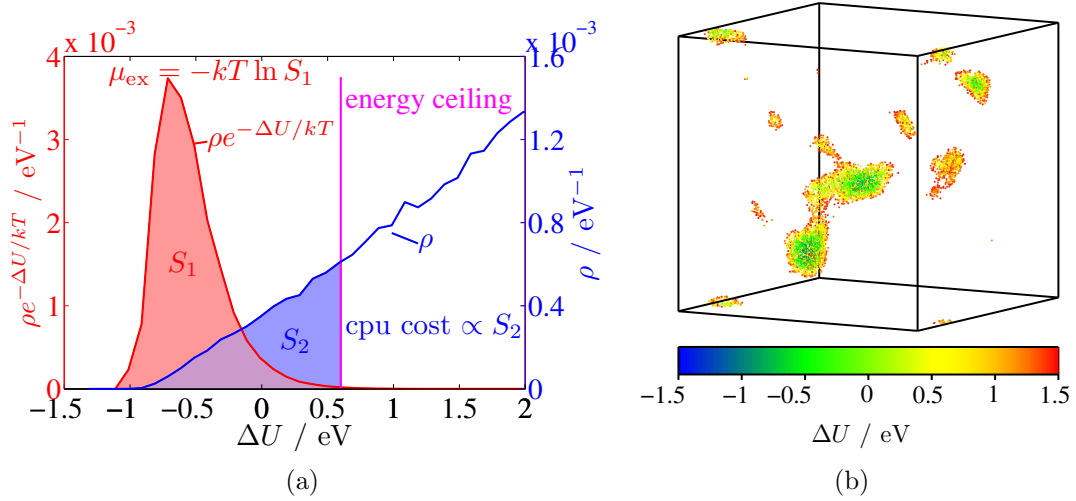 x 10⁻³
x 10⁻³
μ_ex = −kT ln S₁
energy ceiling
ρe^{−ΔU/kT}
S₁
ρ
S₂
cpu cost ∝ S₂
ρe^{−ΔU/kT} / eV⁻¹
4
3
2
1
0
1.6
1.2
0.8
0.4
0
ρ / eV⁻¹
−1.5 −1 −0.5 0 0.5 1 1.5 2
ΔU / eV
(a)
−1.5 −1 −0.5 0 0.5 1 1.5
ΔU / eV
(b)